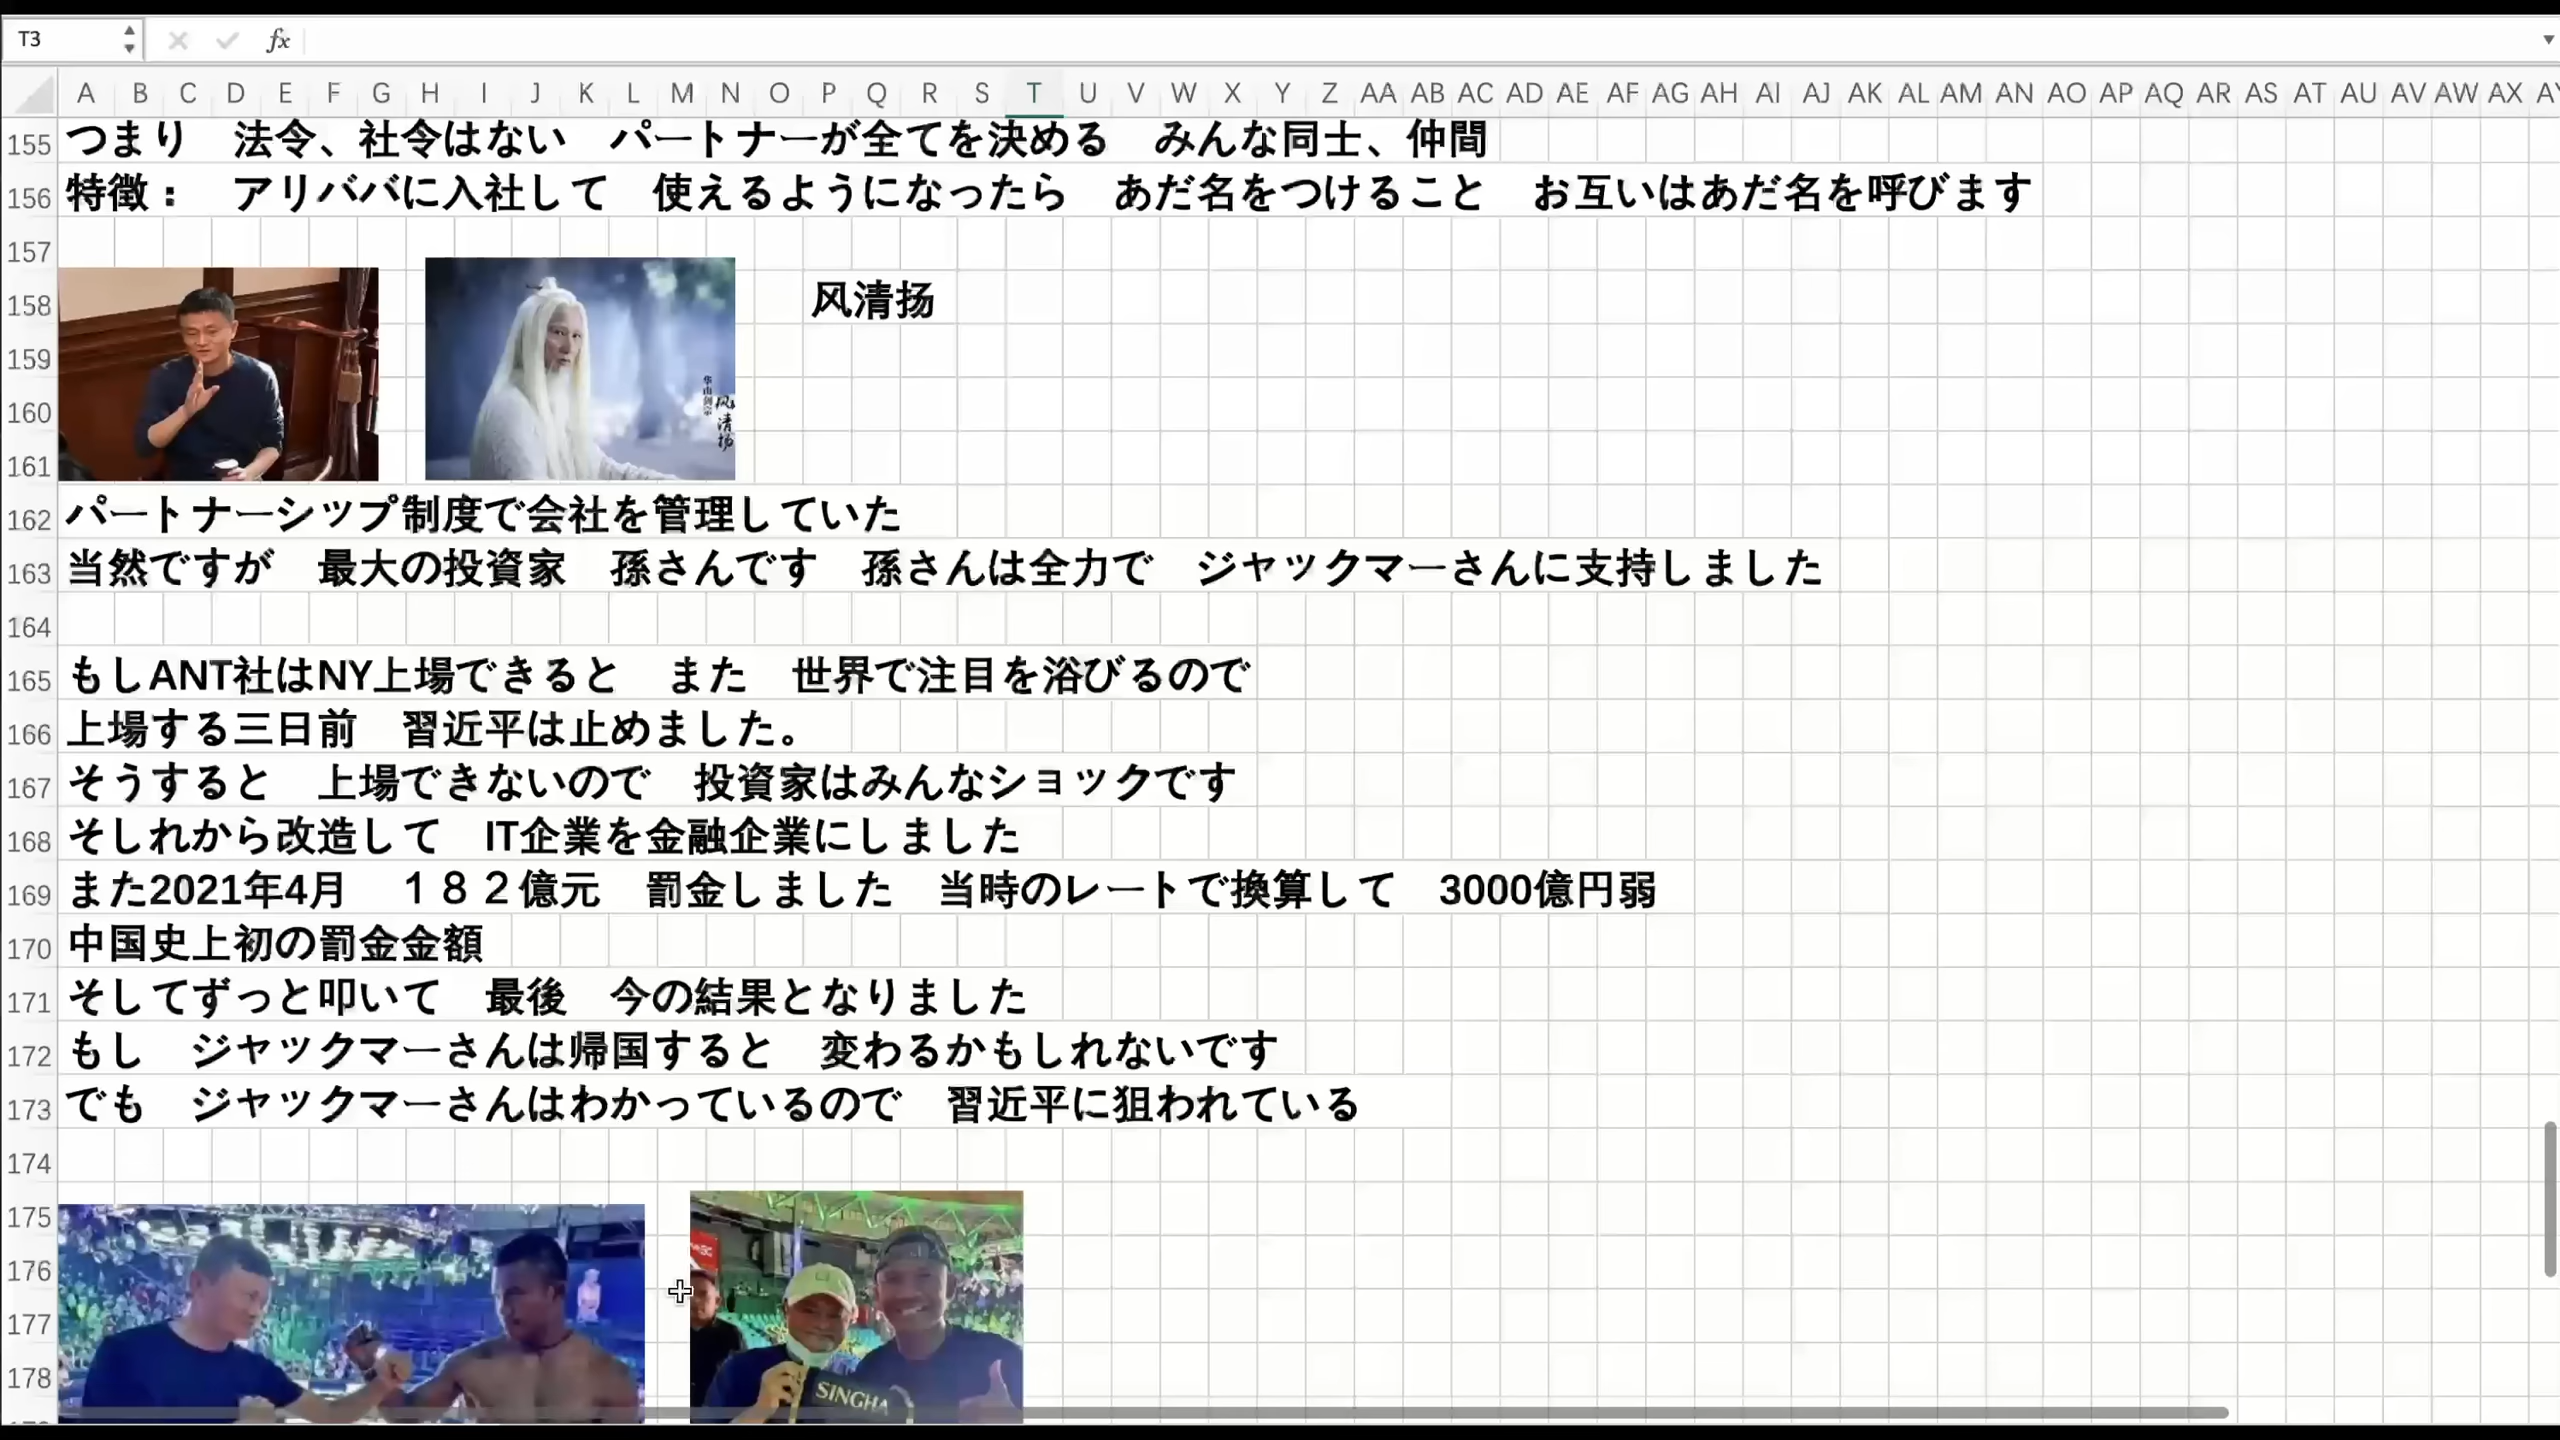 T3
fx
A B C D E F G H I J K L M N O P Q R S T U V W X Y Z AA AB AC AD AE AF AG AH AI AJ AK AL AM AN AO AP AQ AR AS AT AU AV AW AX
155 つまり　法令、社令はない　パートナーが全てを決める　みんな同士、仲間
156 特徴：　アリババに入社して　使えるようになったら　あだ名をつけること　お互いはあだ名を呼びます
157
158 风清扬
华山剑宗
风清扬
159
160
161
162 パートナーシップ制度で会社を管理していた
163 当然ですが　最大の投資家　孫さんです　孫さんは全力で　ジャックマーさんに支持しました
164
165 もしANT社はNY上場できると　また　世界で注目を浴びるので
166 上場する三日前　習近平は止めました。
167 そうすると　上場できないので　投資家はみんなショックです
168 そしれから改造して　IT企業を金融企業にしました
169 また2021年4月　１８２億元　罰金しました　当時のレートで換算して　3000億円弱
170 中国史上初の罰金金額
171 そしてずっと叩いて　最後　今の結果となりました
172 もし　ジャックマーさんは帰国すると　変わるかもしれないです
173 でも　ジャックマーさんはわかっているので　習近平に狙われている
174
175
176
177
178
SINGHA